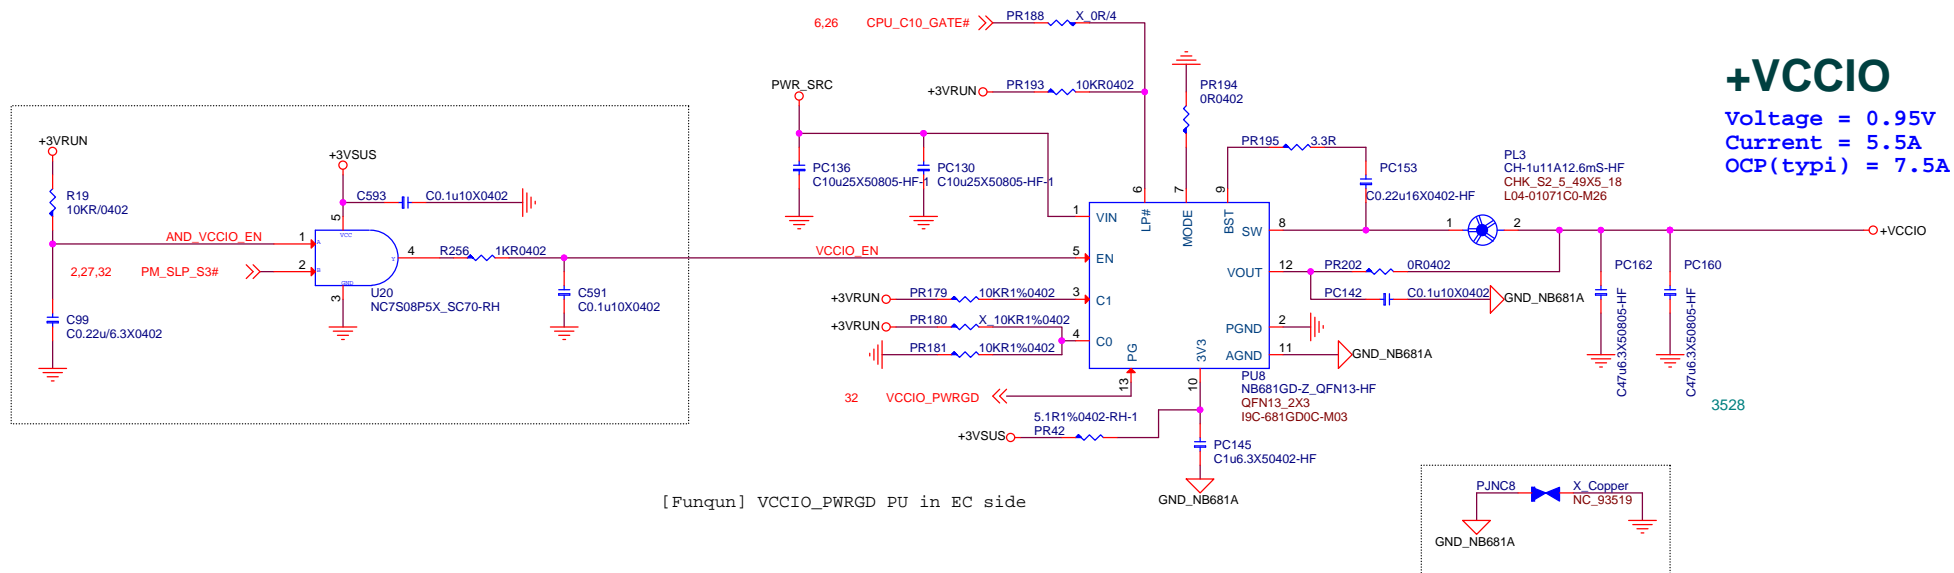 6,26 CPU_C10_GATE# PR188 X_0R/4
+VCCIO
Voltage = 0.95V
Current = 5.5A
OCP(typi) = 7.5A
PWR_SRC
+3VRUN PR193 10KR0402
PR194
0R0402
+3VRUN
R19
10KR/0402
+3VSUS
C593 C0.1u10X0402
PC136
C10u25X50805-HF-1
PC130
C10u25X50805-HF-1
PR195 3.3R
PC153
C0.22u16X0402-HF
PL3
CH-1u11A12.6mS-HF
CHK_S2_5_49X5_18
L04-01071C0-M26
AND_VCCIO_EN
2,27,32 PM_SLP_S3#
1
2
5
4
3
A
B
VCC
Y
GND
U20
NC7S08P5X_SC70-RH
C99
C0.22u/6.3X0402
R256 1KR0402
C591
C0.1u10X0402
VCCIO_EN
1 VIN
5 EN
3 C1
4 C0
6 LP#
7 MODE
9 BST
SW 8
VOUT 12
PGND 2
AGND 11
PG 13
3V3 10
1
2
+VCCIO
PR202 0R0402
PC142 C0.1u10X0402
GND_NB681A
GND_NB681A
PC162
C47u6.3X50805-HF
PC160
C47u6.3X50805-HF
3528
+3VRUN PR179 10KR1%0402
+3VRUN PR180 X_10KR1%0402
PR181 10KR1%0402
PU8
NB681GD-Z_QFN13-HF
QFN13_2X3
I9C-681GD0C-M03
32 VCCIO_PWRGD
5.1R1%0402-RH-1
+3VSUS PR42
PC145
C1u6.3X50402-HF
GND_NB681A
[Funqun] VCCIO_PWRGD PU in EC side
PJNC8 X_Copper
NC_93519
GND_NB681A